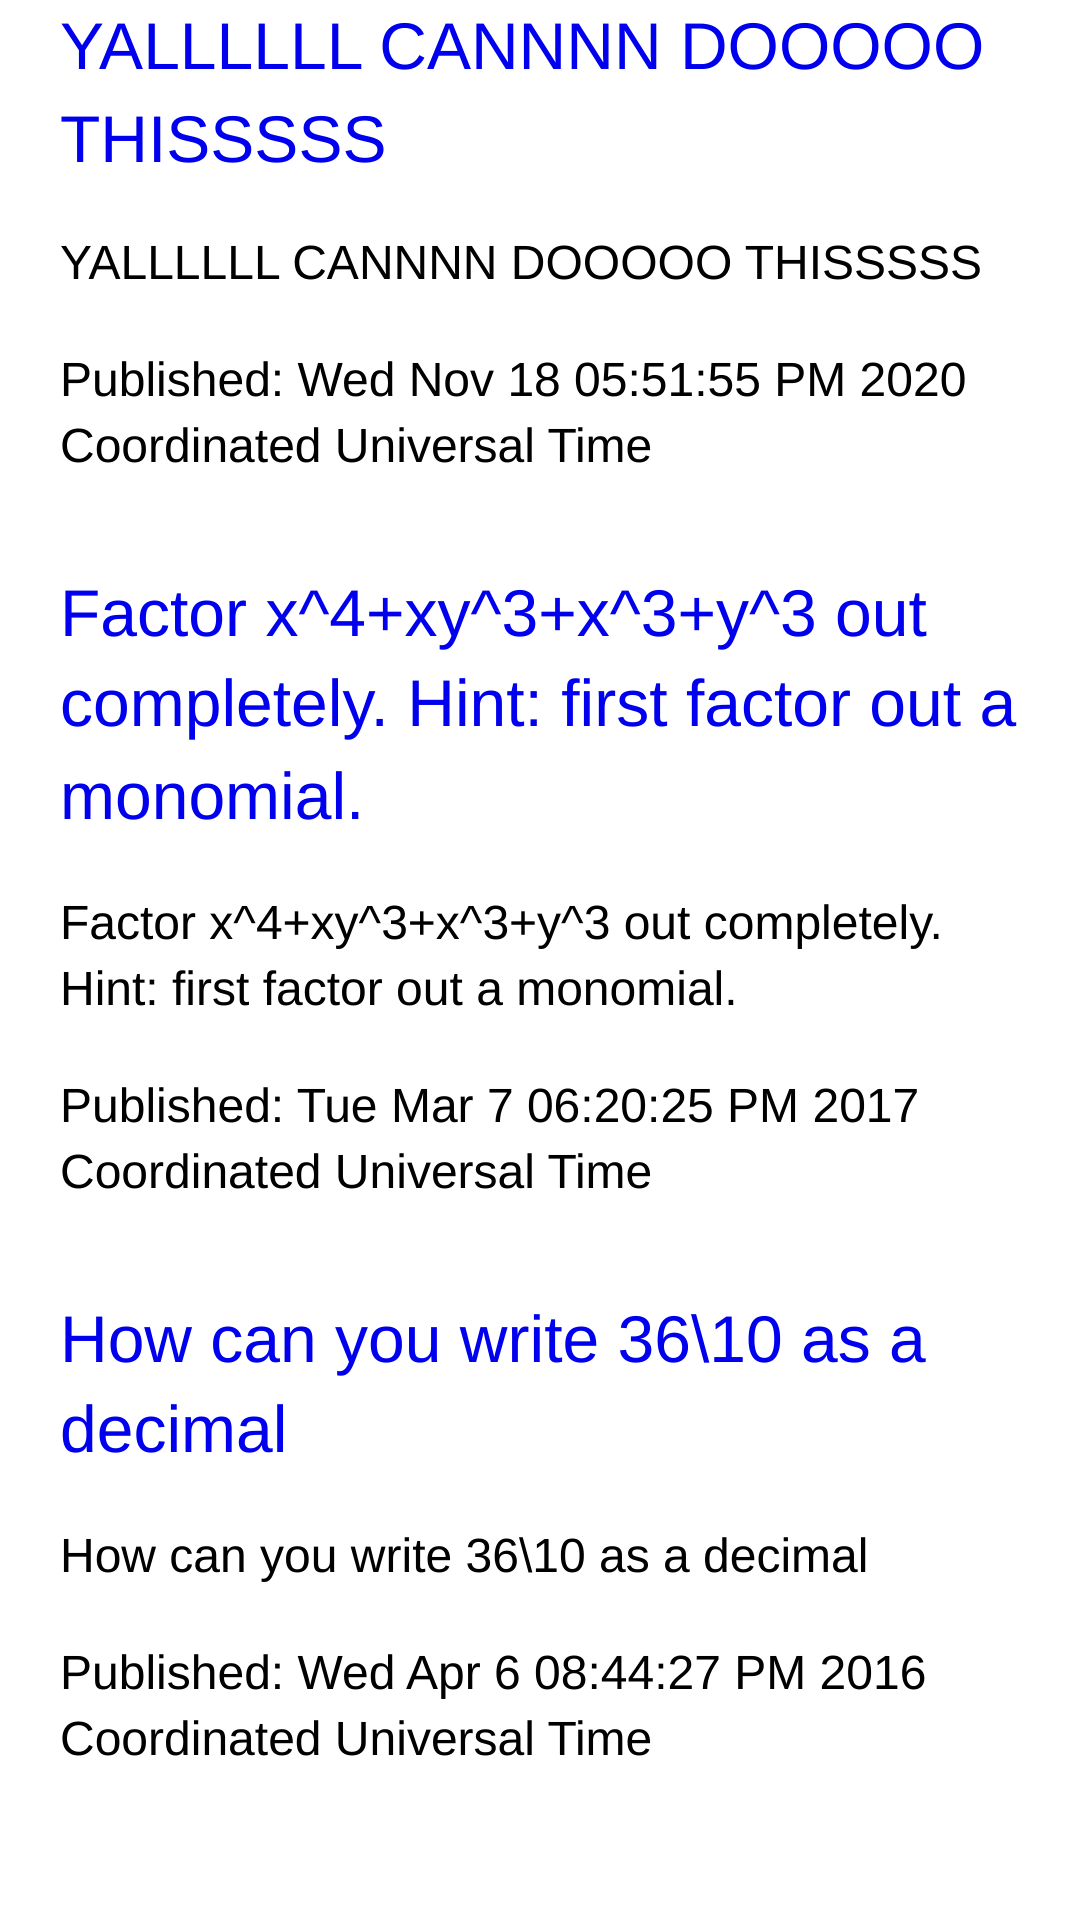 YALLLLLL CANNNN DOOOOO
THISSSSS
YALLLLLL CANNNN DOOOOO THISSSSS
Published: Wed Nov 18 05:51:55 PM 2020
Coordinated Universal Time
Factor x^4+xy^3+x^3+y^3 out
completely. Hint: first factor out a
monomial.
Factor x^4+xy^3+x^3+y^3 out completely.
Hint: first factor out a monomial.
Published: Tue Mar 7 06:20:25 PM 2017
Coordinated Universal Time
How can you write 36\10 as a
decimal
How can you write 36\10 as a decimal
Published: Wed Apr 6 08:44:27 PM 2016
Coordinated Universal Time